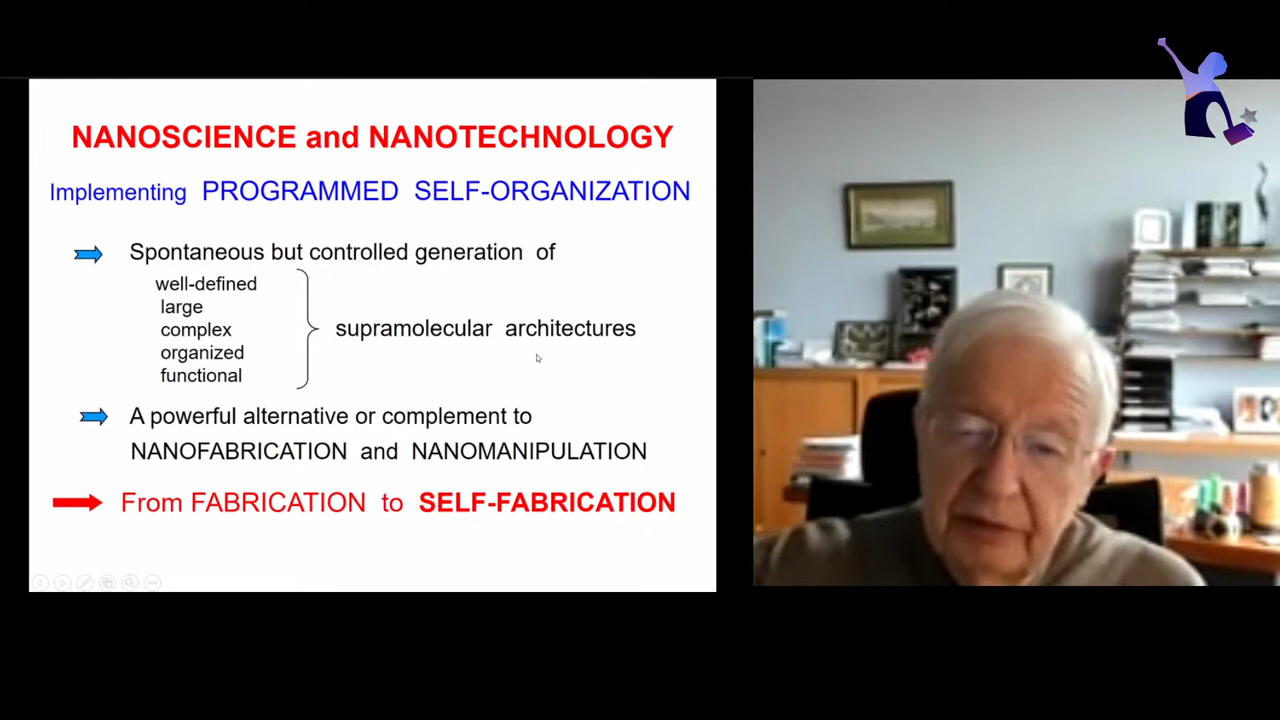 NANOSCIENCE and NANOTECHNOLOGY
Implementing PROGRAMMED SELF-ORGANIZATION
Spontaneous but controlled generation of
well-defined
large
complex
organized
functional
supramolecular architectures
A powerful alternative or complement to
NANOFABRICATION and NANOMANIPULATION
From FABRICATION to SELF-FABRICATION